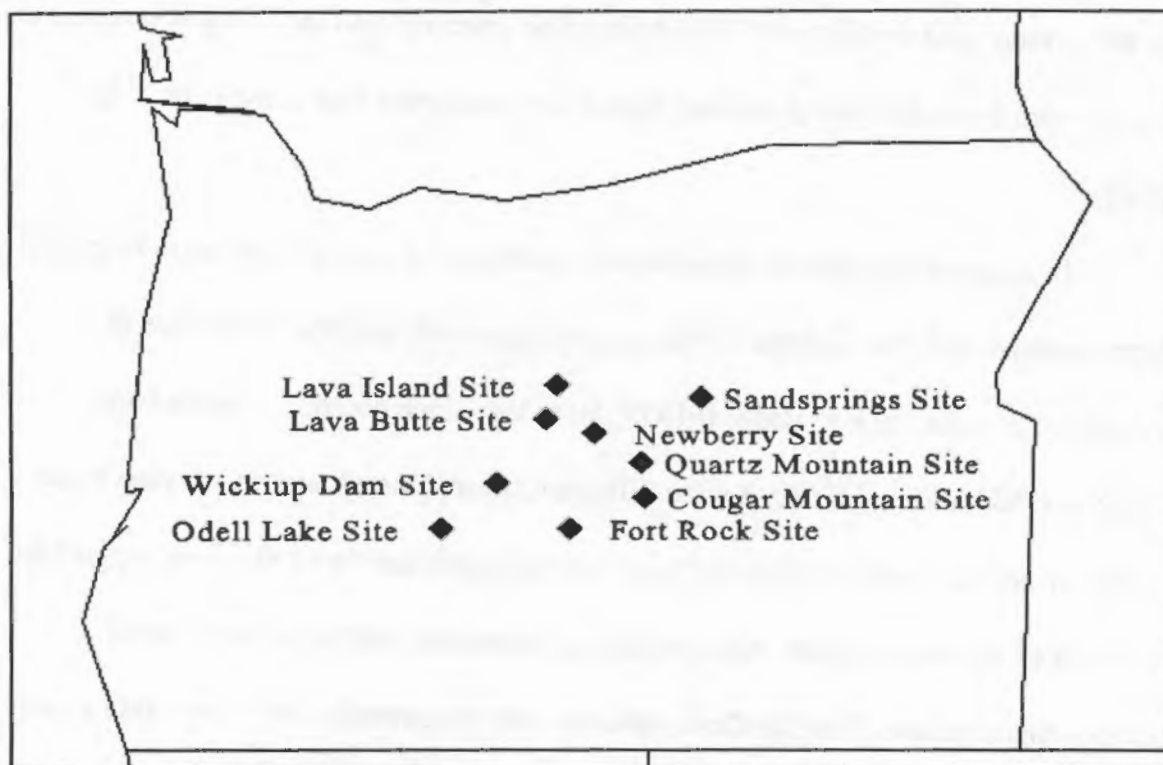 Lava Island Site
Sandsprings Site
Lava Butte Site
Newberry Site
Quartz Mountain Site
Wickiup Dam Site
Cougar Mountain Site
Odell Lake Site
Fort Rock Site